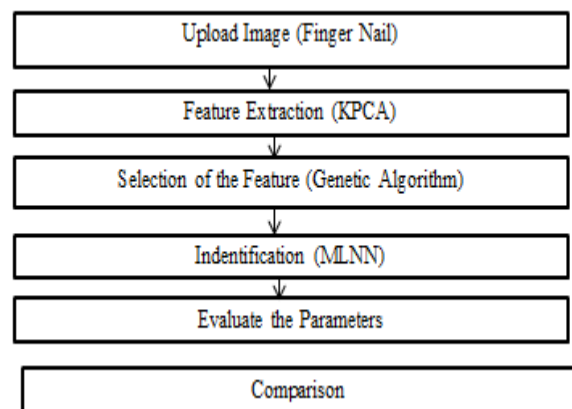 Upload Image (Finger Nail)
Feature Extraction (KPCA)
Selection of the Feature (Genetic Algorithm)
Indentification (MLNN)
Evaluate the Parameters
Comparison